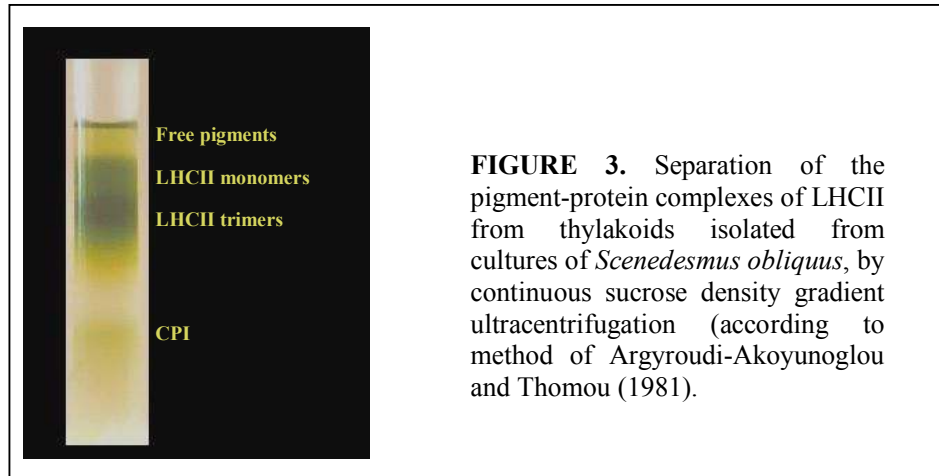 Free pigments
LHCII monomers
LHCII trimers
CPI
FIGURE 3. Separation of the
pigment-protein complexes of LHCII
from thylakoids isolated from
cultures of Scenedesmus obliquus, by
continuous sucrose density gradient
ultracentrifugation (according to
method of Argyroudi-Akoyunoglou
and Thomou (1981).